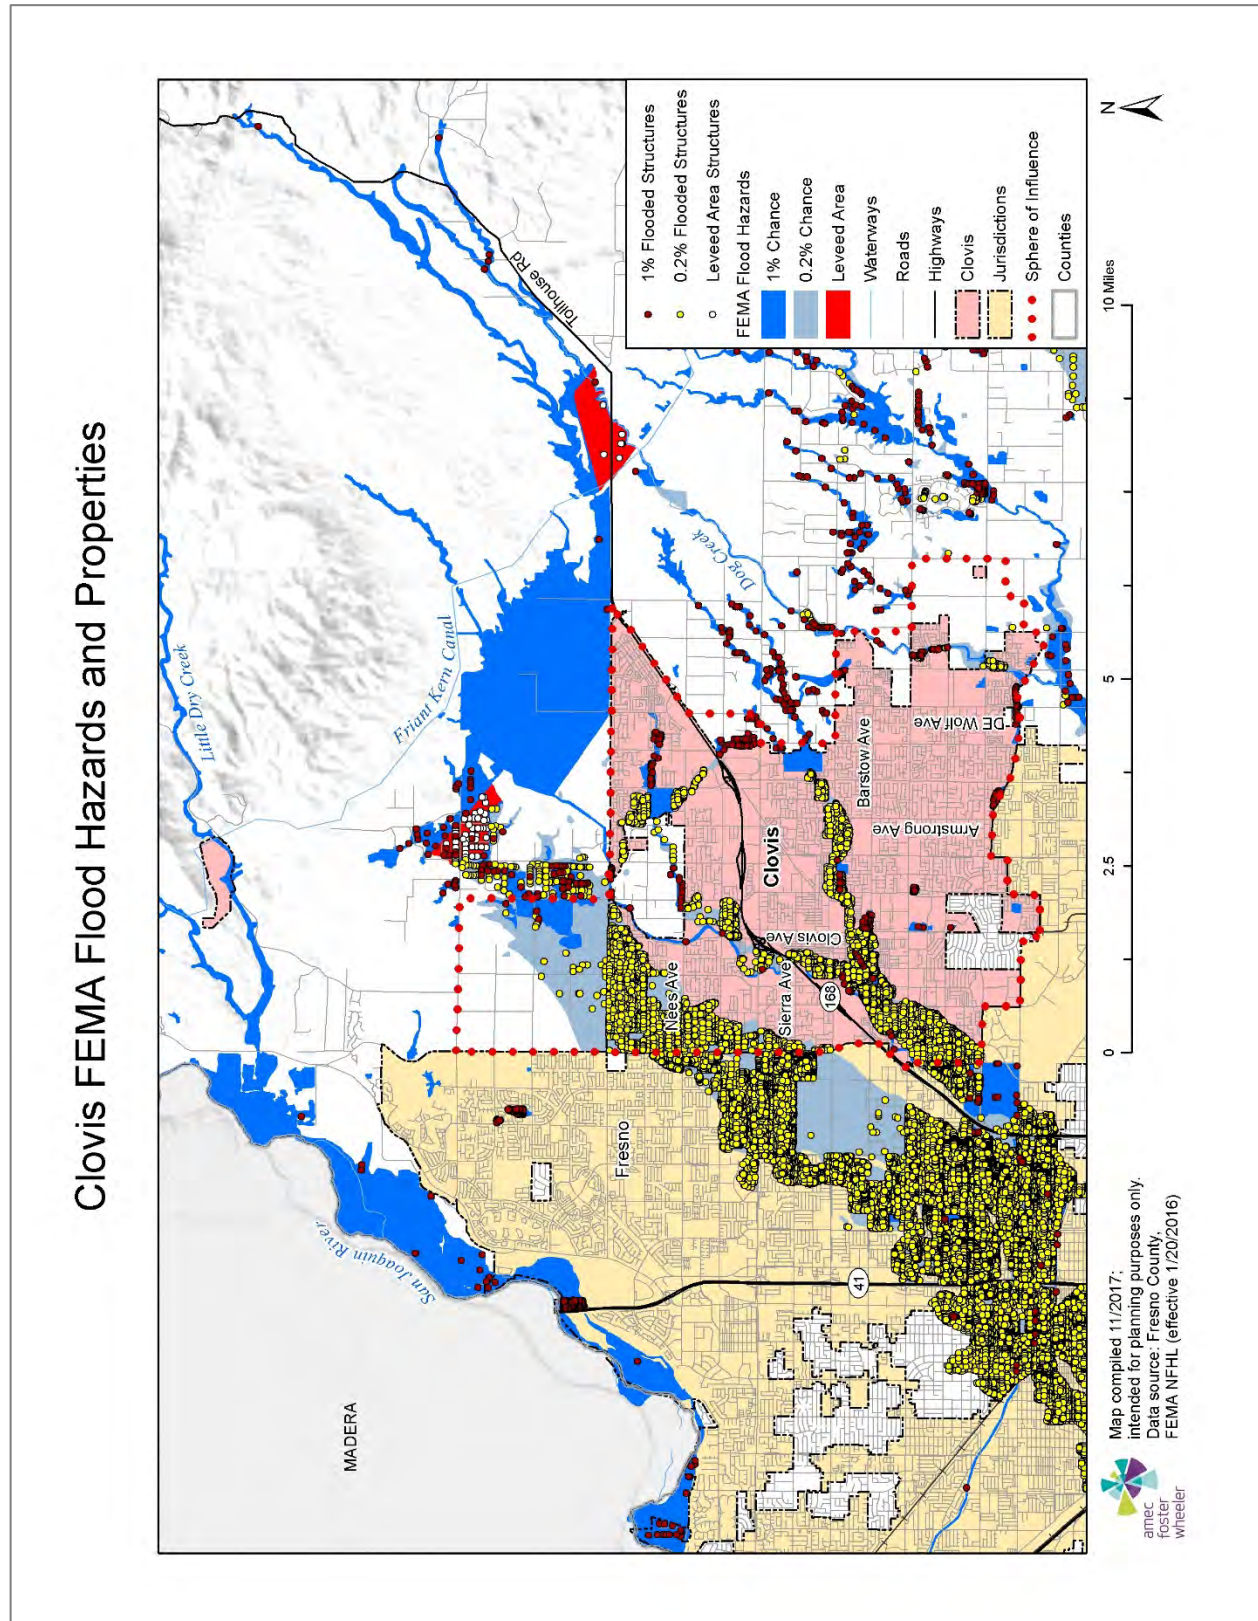 Clovis FEMA Flood Hazards and Properties
Little Dry Creek
Friant Kern Canal
Tollhouse Rd
San Joaquin River
MADERA
Fresno
Nees Ave
Sierra Ave
Clovis
Clovis Ave
Barstow Ave
Armstrong Ave
DE Wolf Ave
Dog Creek
168
41
1% Flooded Structures
0.2% Flooded Structures
Leveed Area Structures
FEMA Flood Hazards
1% Chance
0.2% Chance
Leveed Area
Waterways
Roads
Highways
Clovis
Jurisdictions
Sphere of Influence
Counties
N
0 2.5 5 10 Miles
amec
foster
wheeler
Map compiled 11/2017;
intended for planning purposes only.
Data source: Fresno County,
FEMA NFHL (effective 1/20/2016)